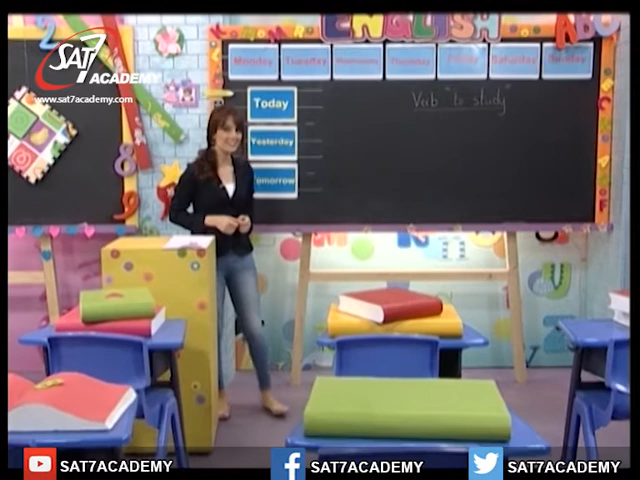 SAT7
ACADEMY
www.sat7academy.com
ENGLISH
Monday Tuesday Wednesday Thursday Friday Saturday Sunday
Today
Verb "to study"
Yesterday
Tomorrow
SAT7ACADEMY SAT7ACADEMY SAT7ACADEMY